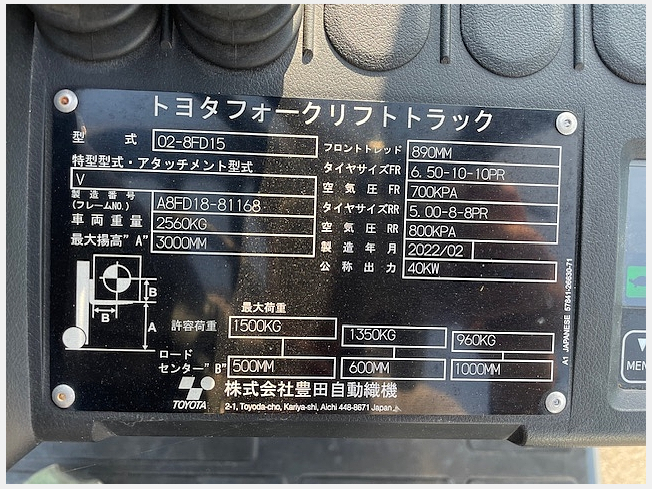 トヨタフォークリフトトラック
型 式 02-8FD15
特型型式・アタッチメント型式
V
製造番号
(フレームNO.) A8FD18-81168
車両重量 2560KG
最大揚高"A" 3000MM
フロントトレッド 890MM
タイヤサイズFR 6.50-10-10PR
空気圧FR 700KPA
タイヤサイズRR 5.00-8-8PR
空気圧RR 800KPA
製造年月 2022/02
公称出力 40KW
B
B
A
最大荷重
許容荷重 1500KG 1350KG 960KG
ロード
センター"B" 500MM 600MM 1000MM
TOYOTA
株式会社豊田自動織機
2-1, Toyoda-cho, Kariya-shi, Aichi 448-8671 Japan
A1 JAPANESE 57841-26630-71